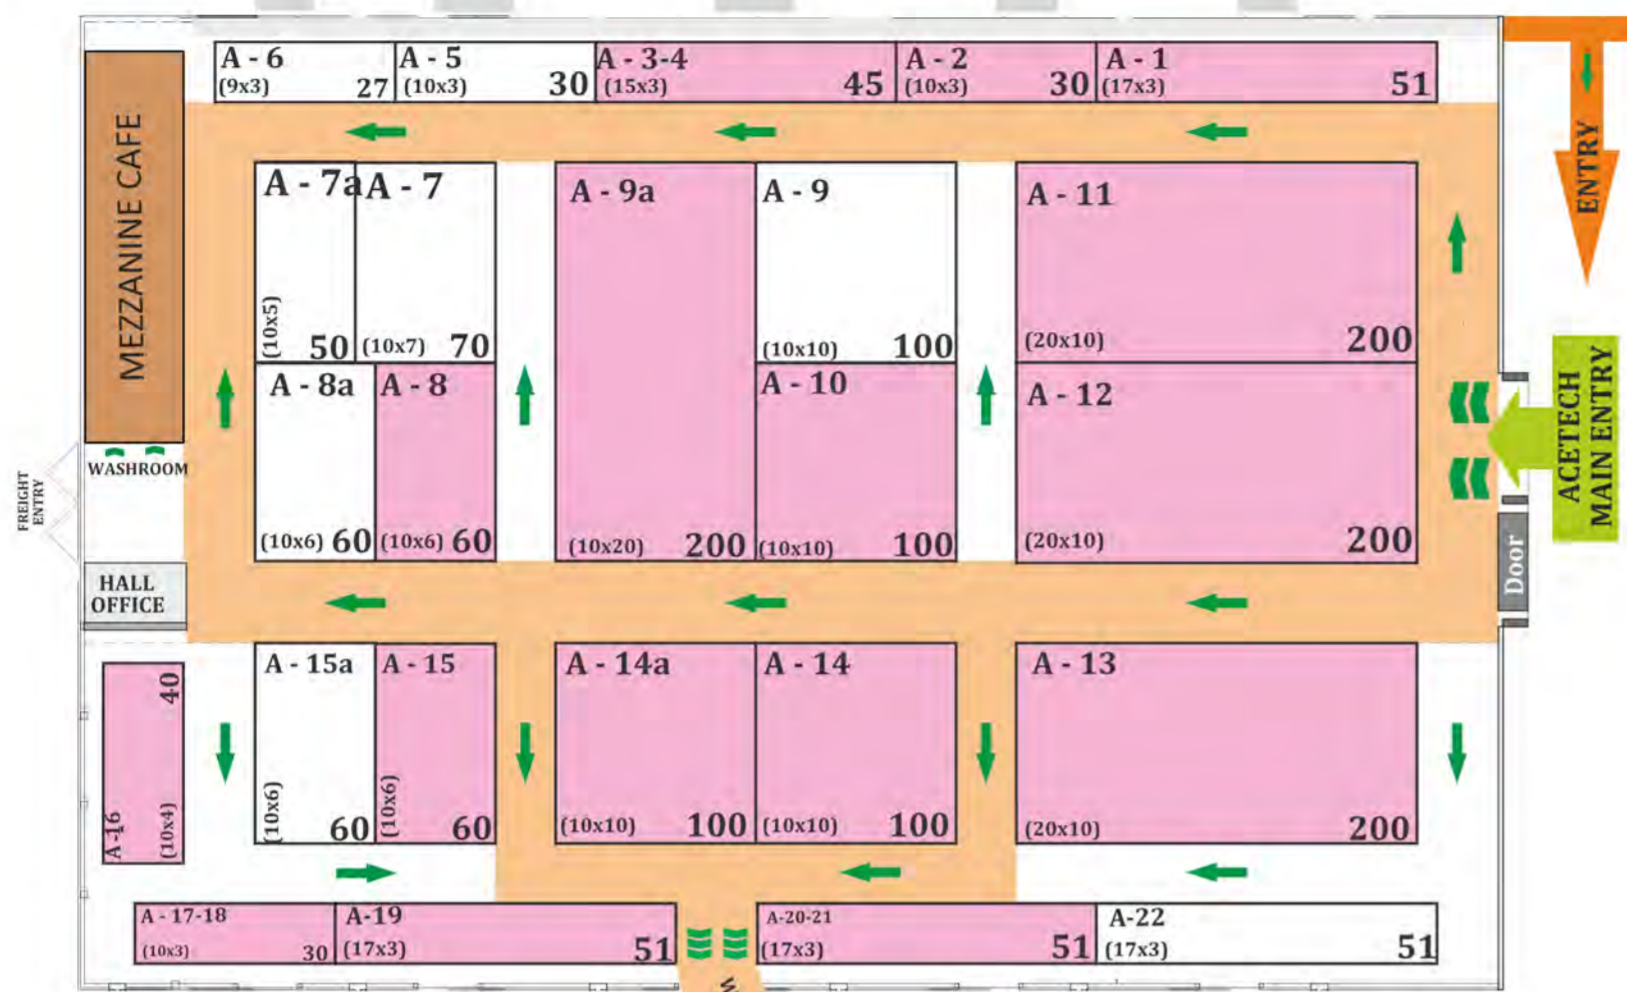 A - 6
(9x3) 27
A - 5
(10x3) 30
A - 3-4
(15x3) 45
A - 2
(10x3) 30
A - 1
(17x3) 51
ENTRY
MEZZANINE CAFE
A - 7a
(10x5) 50
A - 7
(10x7) 70
A - 9a
(10x20) 200
A - 9
(10x10) 100
A - 11
(20x10) 200
A - 8a
(10x6) 60
A - 8
(10x6) 60
A - 10
(10x10) 100
A - 12
(20x10) 200
ACETECH
MAIN ENTRY
WASHROOM
FREIGHT
ENTRY
HALL
OFFICE
Door
A -16
(10x4)
40
A - 15a
(10x6) 60
A - 15
(10x6) 60
A - 14a
(10x10) 100
A - 14
(10x10) 100
A - 13
(20x10) 200
A - 17-18
(10x3) 30
A-19
(17x3) 51
A-20-21
(17x3) 51
A-22
(17x3) 51